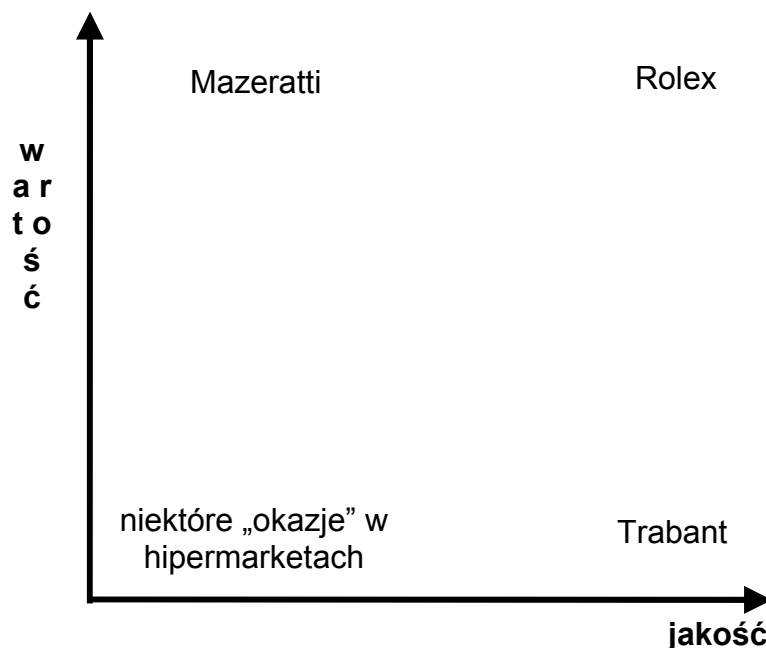 Mazeratti
Rolex
w
a r
t o
ś
ć
niektóre „okazje” w
hipermarketach
Trabant
jakość